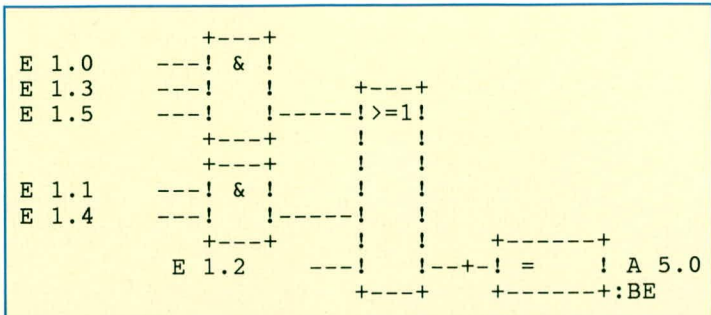 +---+
E 1.0  ---! & !
E 1.3  ---!   !       +---+
E 1.5  ---!   !-----!>=1!
          +---+       !   !
          +---+       !   !
E 1.1  ---! & !       !   !
E 1.4  ---!   !-----!   !
          +---+       !   !    +------+
       E 1.2     ---!   !--+-! =    ! A 5.0
                      +---+    +------+:BE